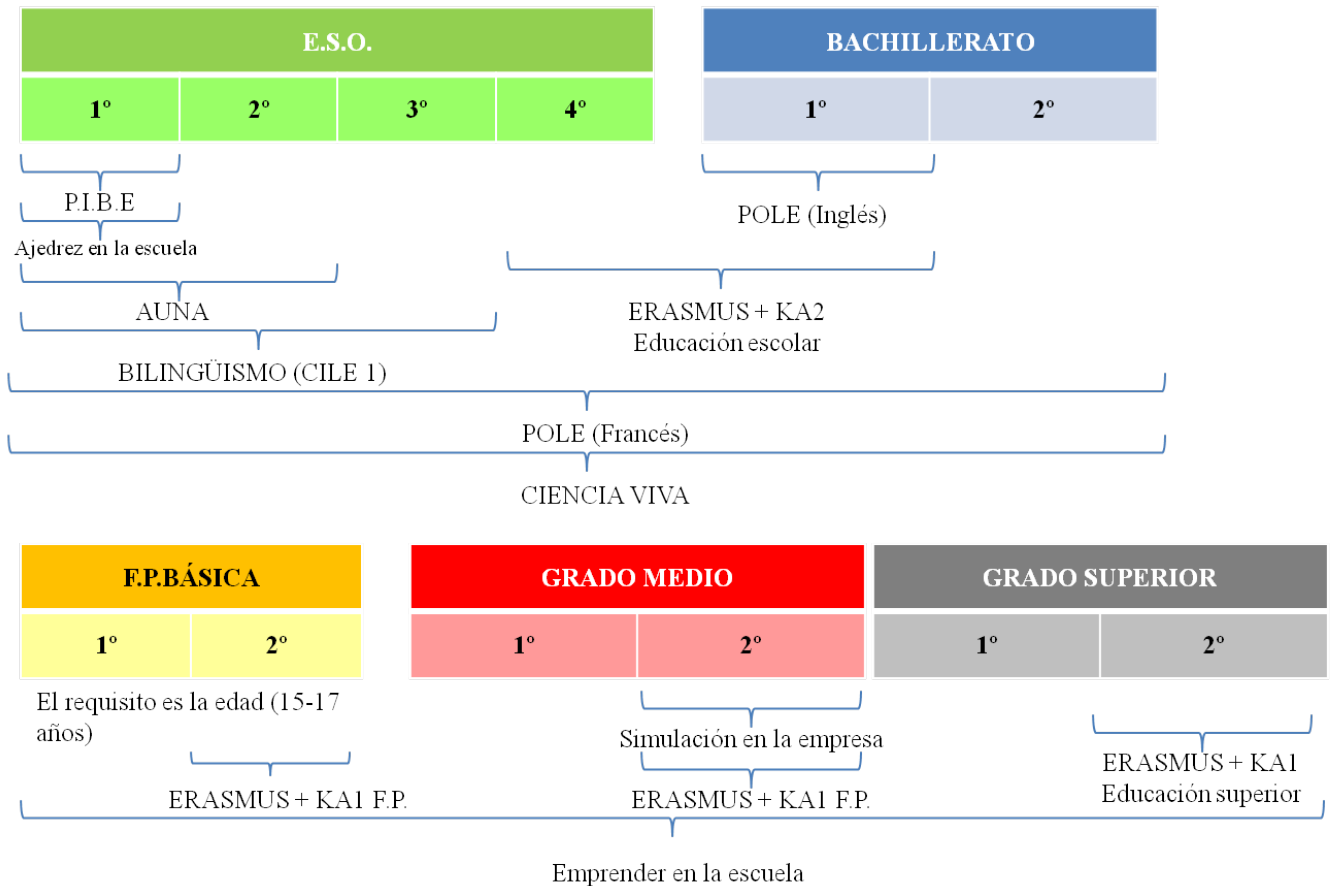 E.S.O.
BACHILLERATO
1º
2º
3º
4º
1º
2º
P.I.B.E
POLE (Inglés)
Ajedrez en la escuela
AUNA
ERASMUS + KA2
Educación escolar
BILINGÜISMO (CILE 1)
POLE (Francés)
CIENCIA VIVA
F.P.BÁSICA
GRADO MEDIO
GRADO SUPERIOR
1º
2º
1º
2º
1º
2º
El requisito es la edad (15-17
años)
Simulación en la empresa
ERASMUS + KA1
Educación superior
ERASMUS + KA1 F.P.
ERASMUS + KA1 F.P.
Emprender en la escuela